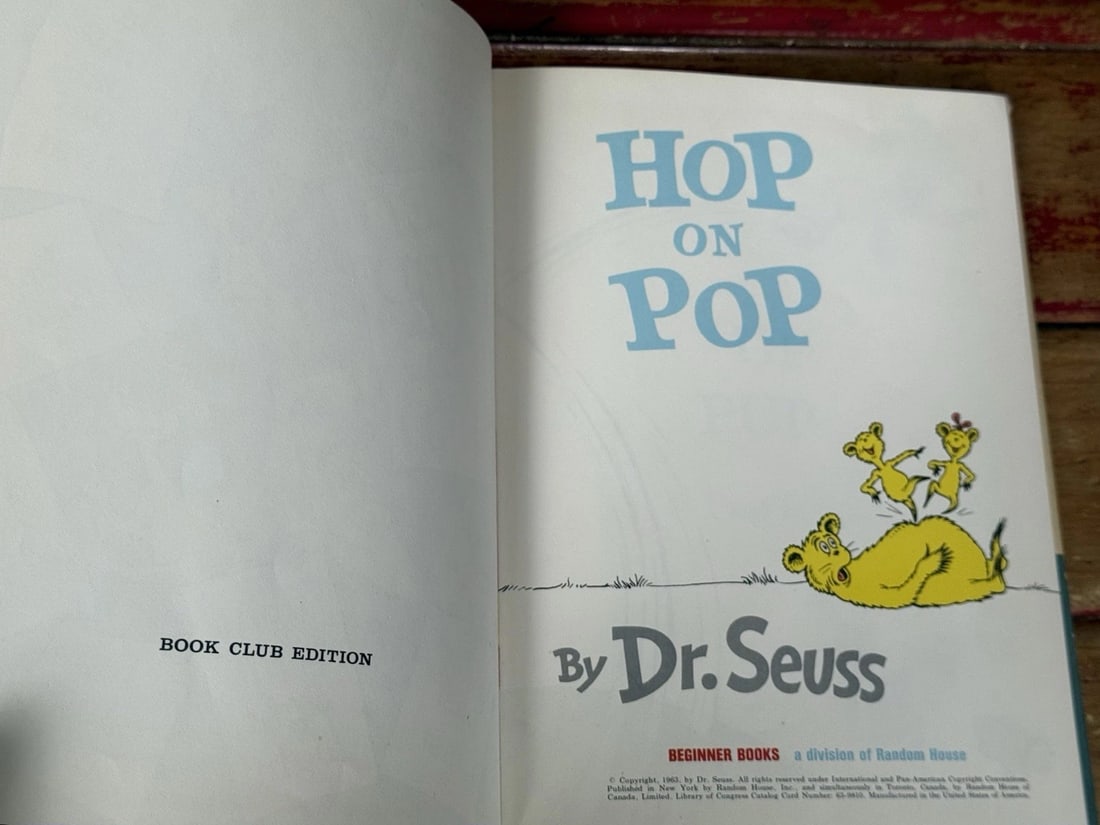 BOOK CLUB EDITION
HOP
ON
POP
By Dr. Seuss
BEGINNER BOOKS a division of Random House
© Copyright, 1963, by Dr. Seuss. All rights reserved under International and Pan-American Copyright Conventions.
Published in New York by Random House, Inc., and simultaneously in Toronto, Canada, by Random House of
Canada, Limited. Library of Congress Catalog Card Number: 63-9810. Manufactured in the United States of America.